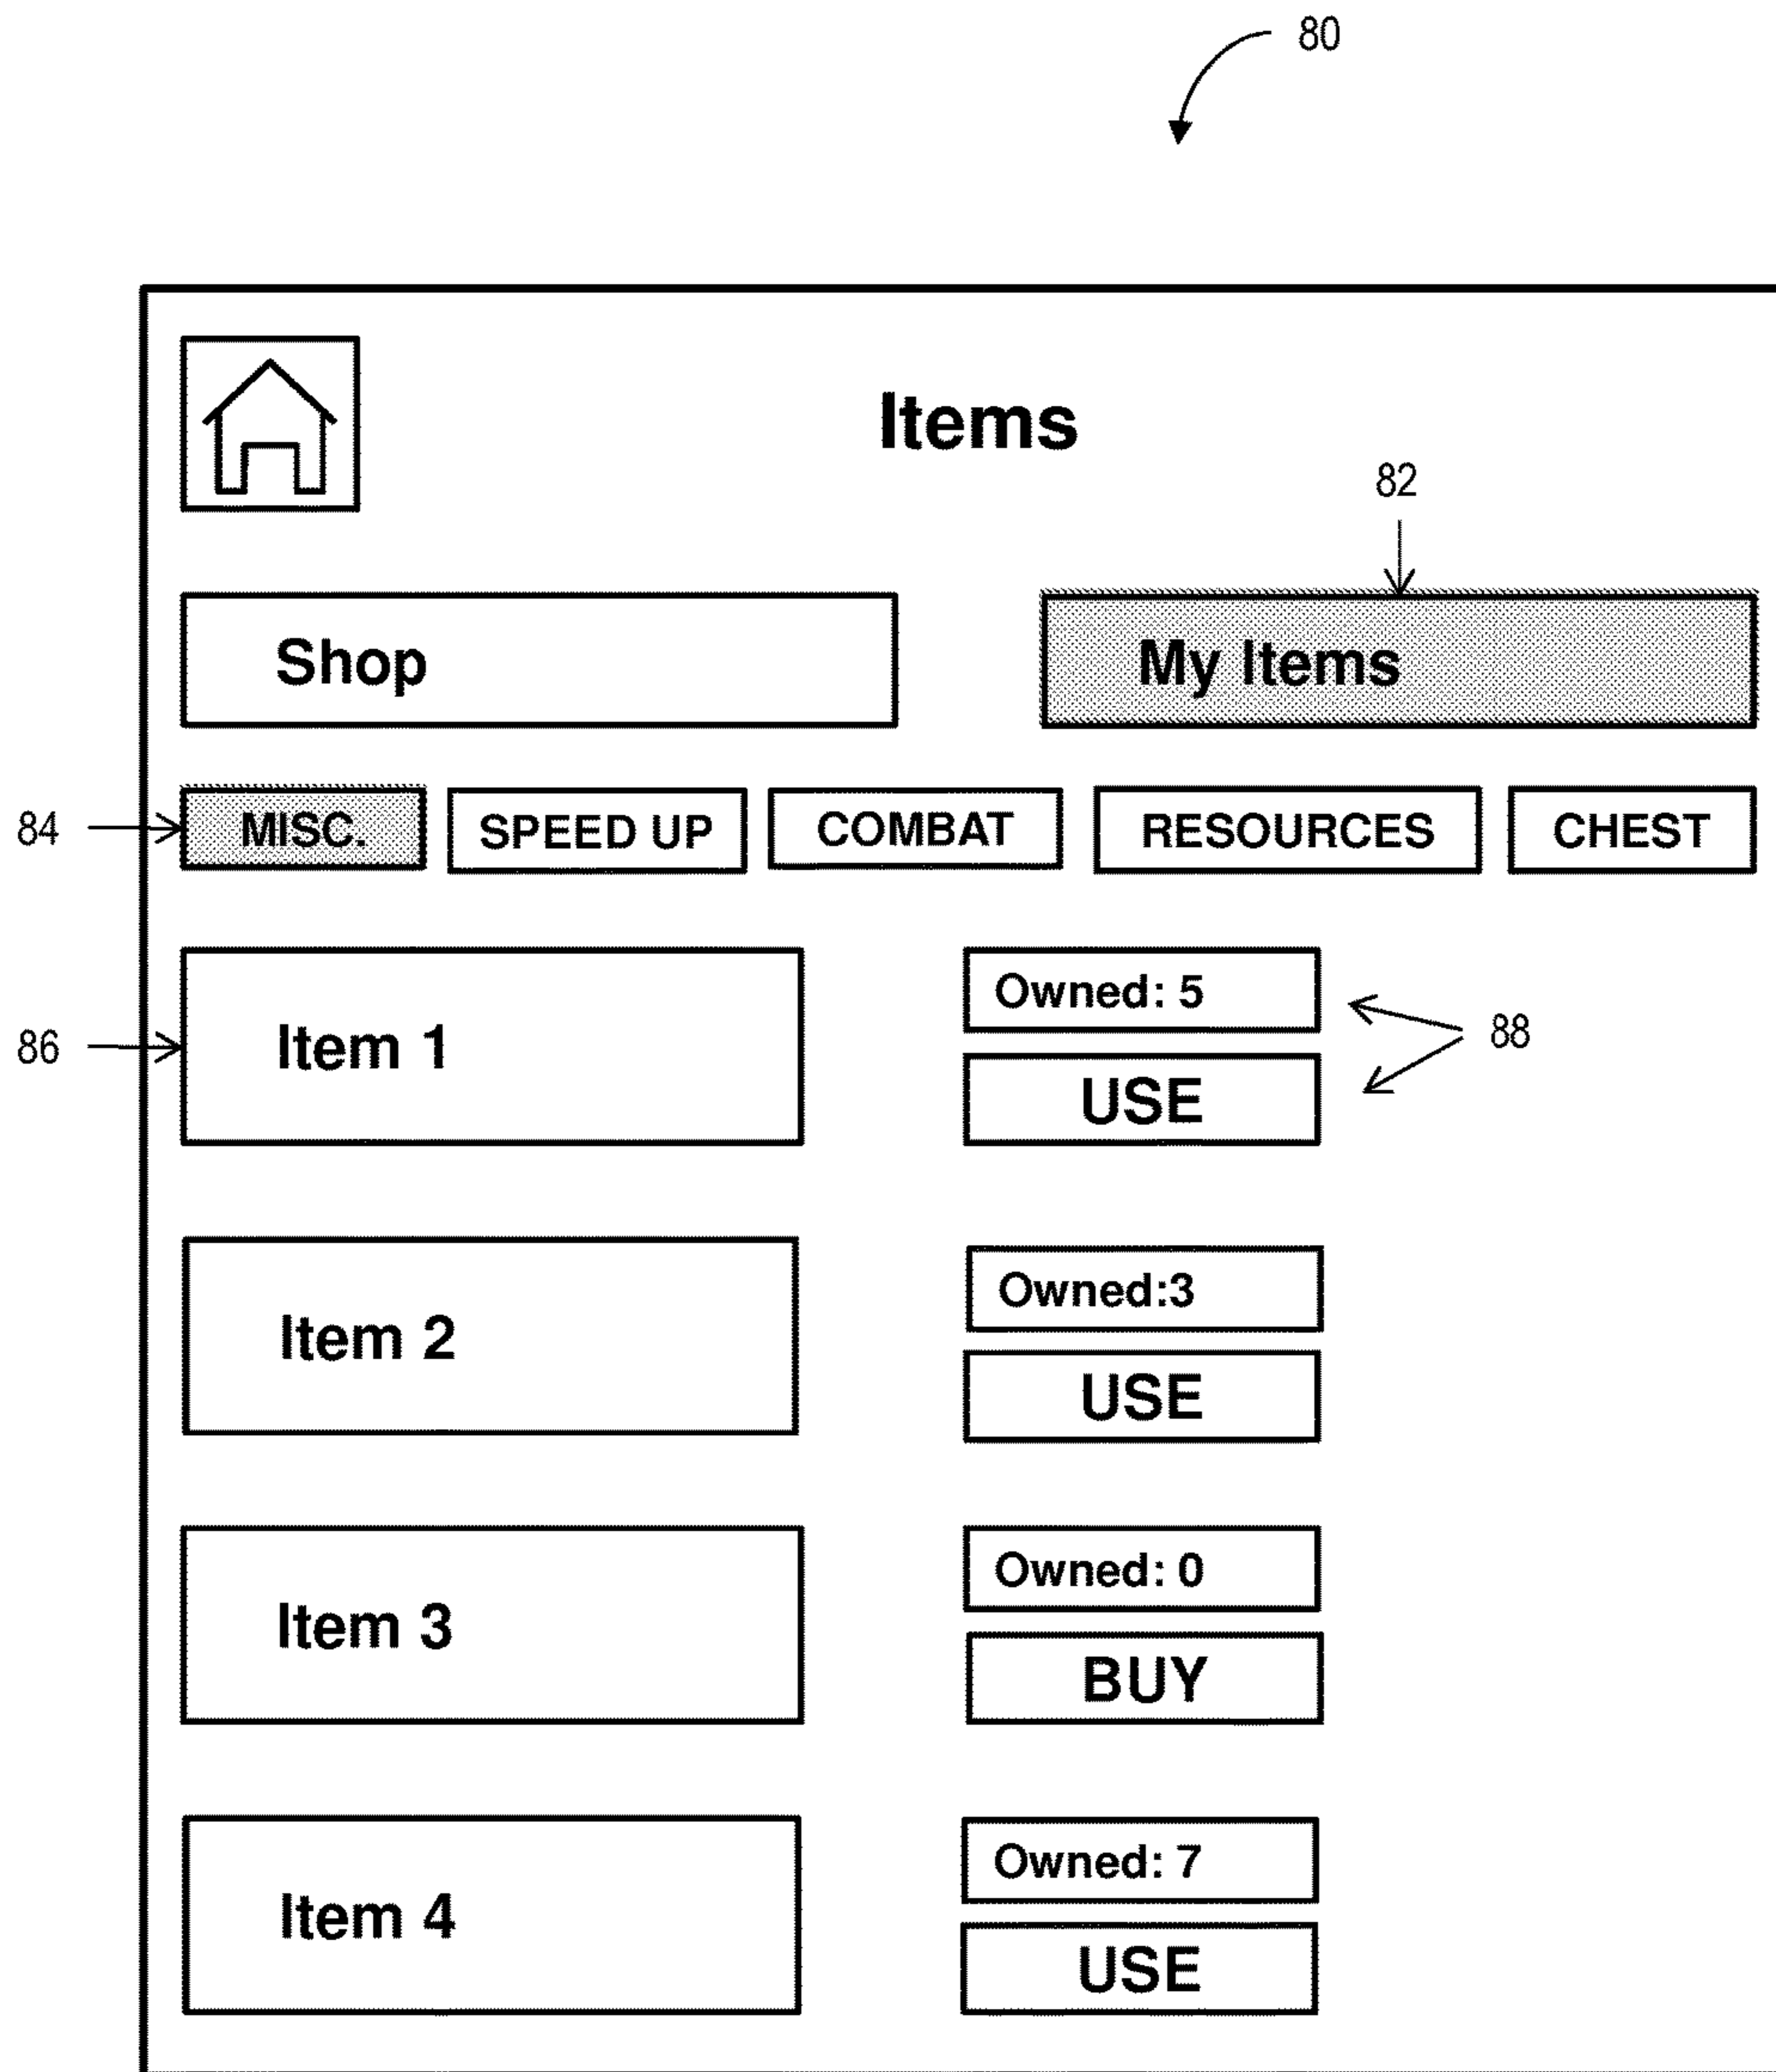 80
Items
82
Shop
My Items
84
MISC.
SPEED UP
COMBAT
RESOURCES
CHEST
86
Item 1
Owned: 5
USE
88
Item 2
Owned:3
USE
Item 3
Owned: 0
BUY
Item 4
Owned: 7
USE